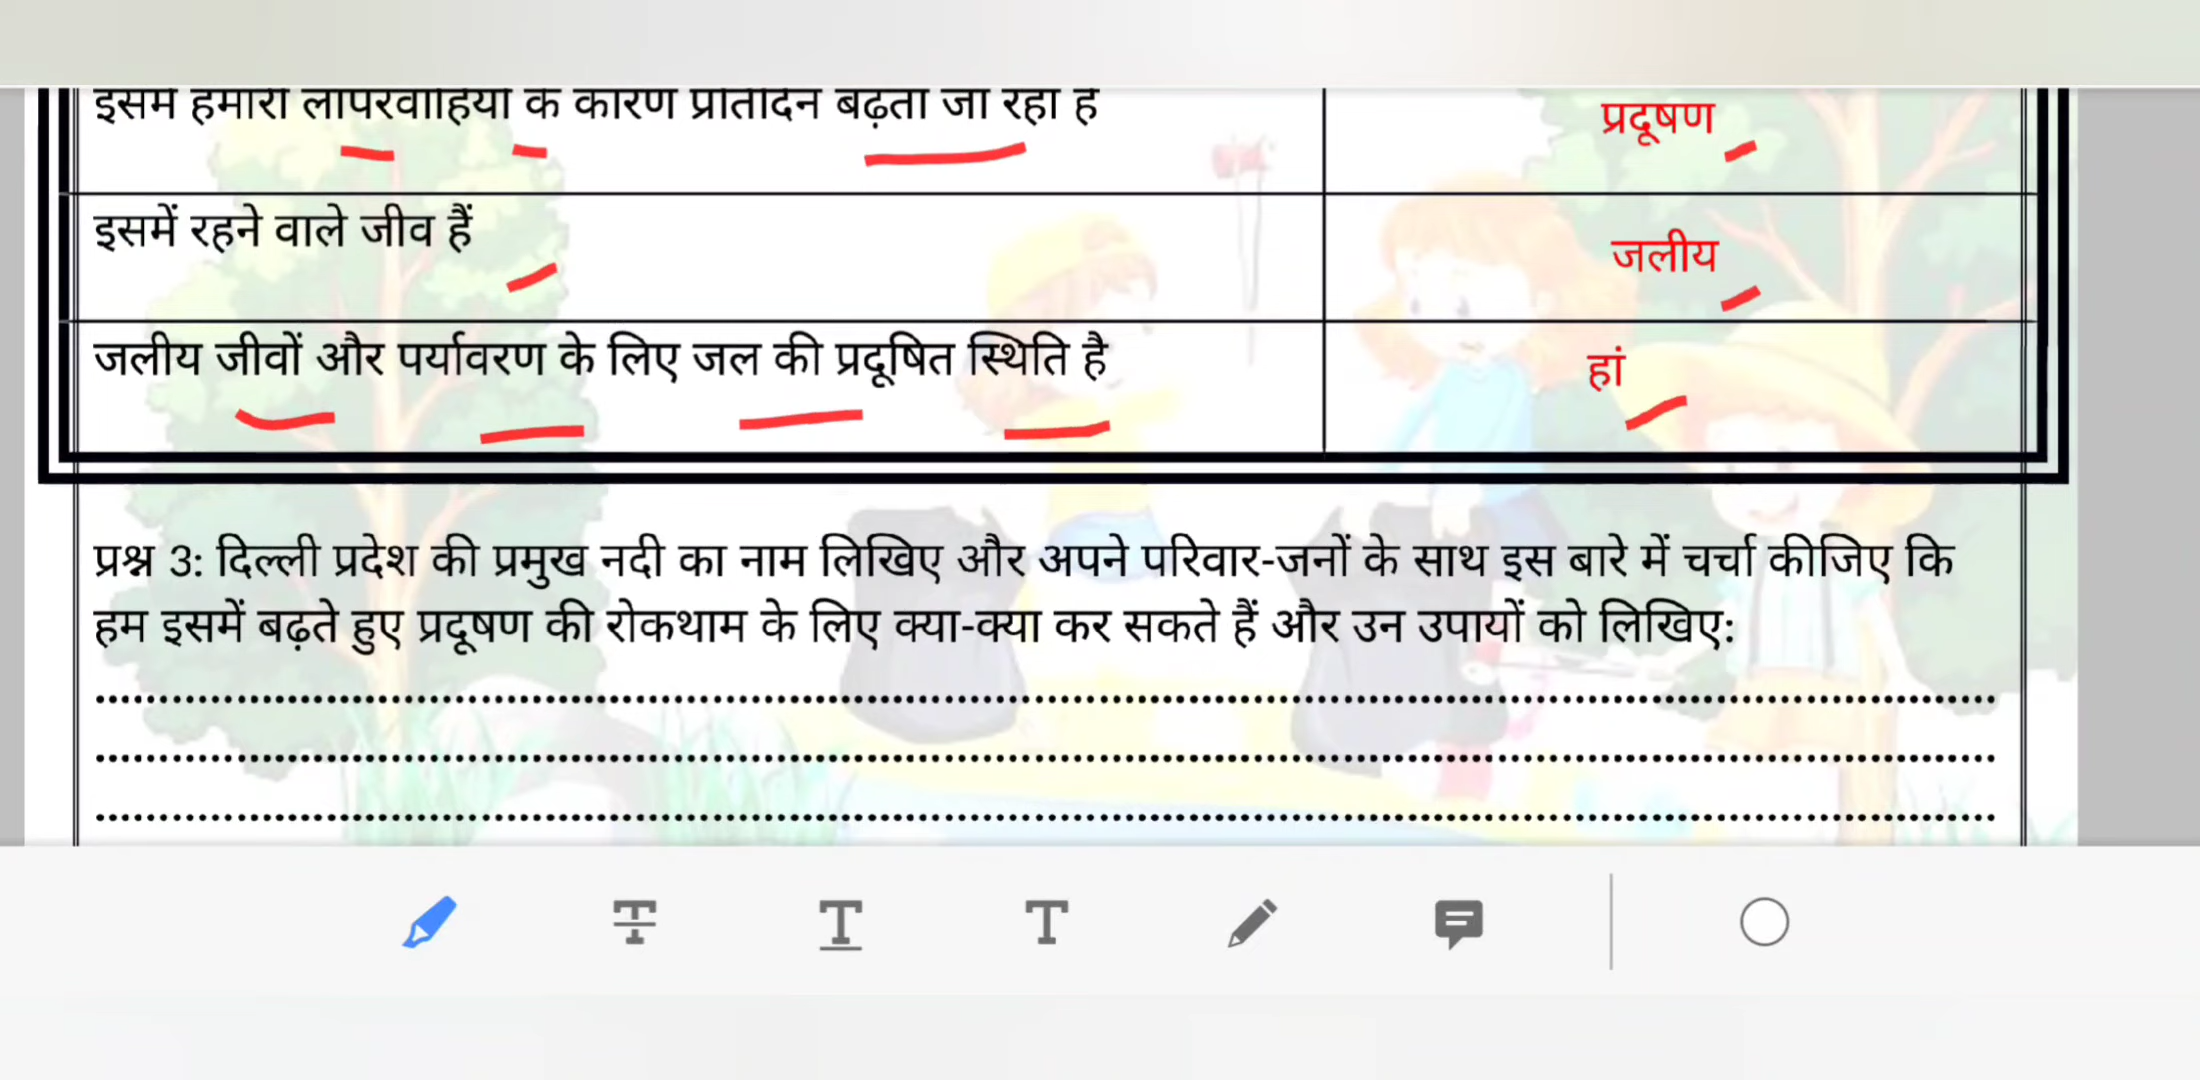 इसमें हमारी लापरवाहियों के कारण प्रतिदिन बढ़ता जा रहा है
प्रदूषण
इसमें रहने वाले जीव हैं
जलीय
जलीय जीवों और पर्यावरण के लिए जल की प्रदूषित स्थिति है
हां
प्रश्न 3: दिल्ली प्रदेश की प्रमुख नदी का नाम लिखिए और अपने परिवार-जनों के साथ इस बारे में चर्चा कीजिए कि
हम इसमें बढ़ते हुए प्रदूषण की रोकथाम के लिए क्या-क्या कर सकते हैं और उन उपायों को लिखिए: